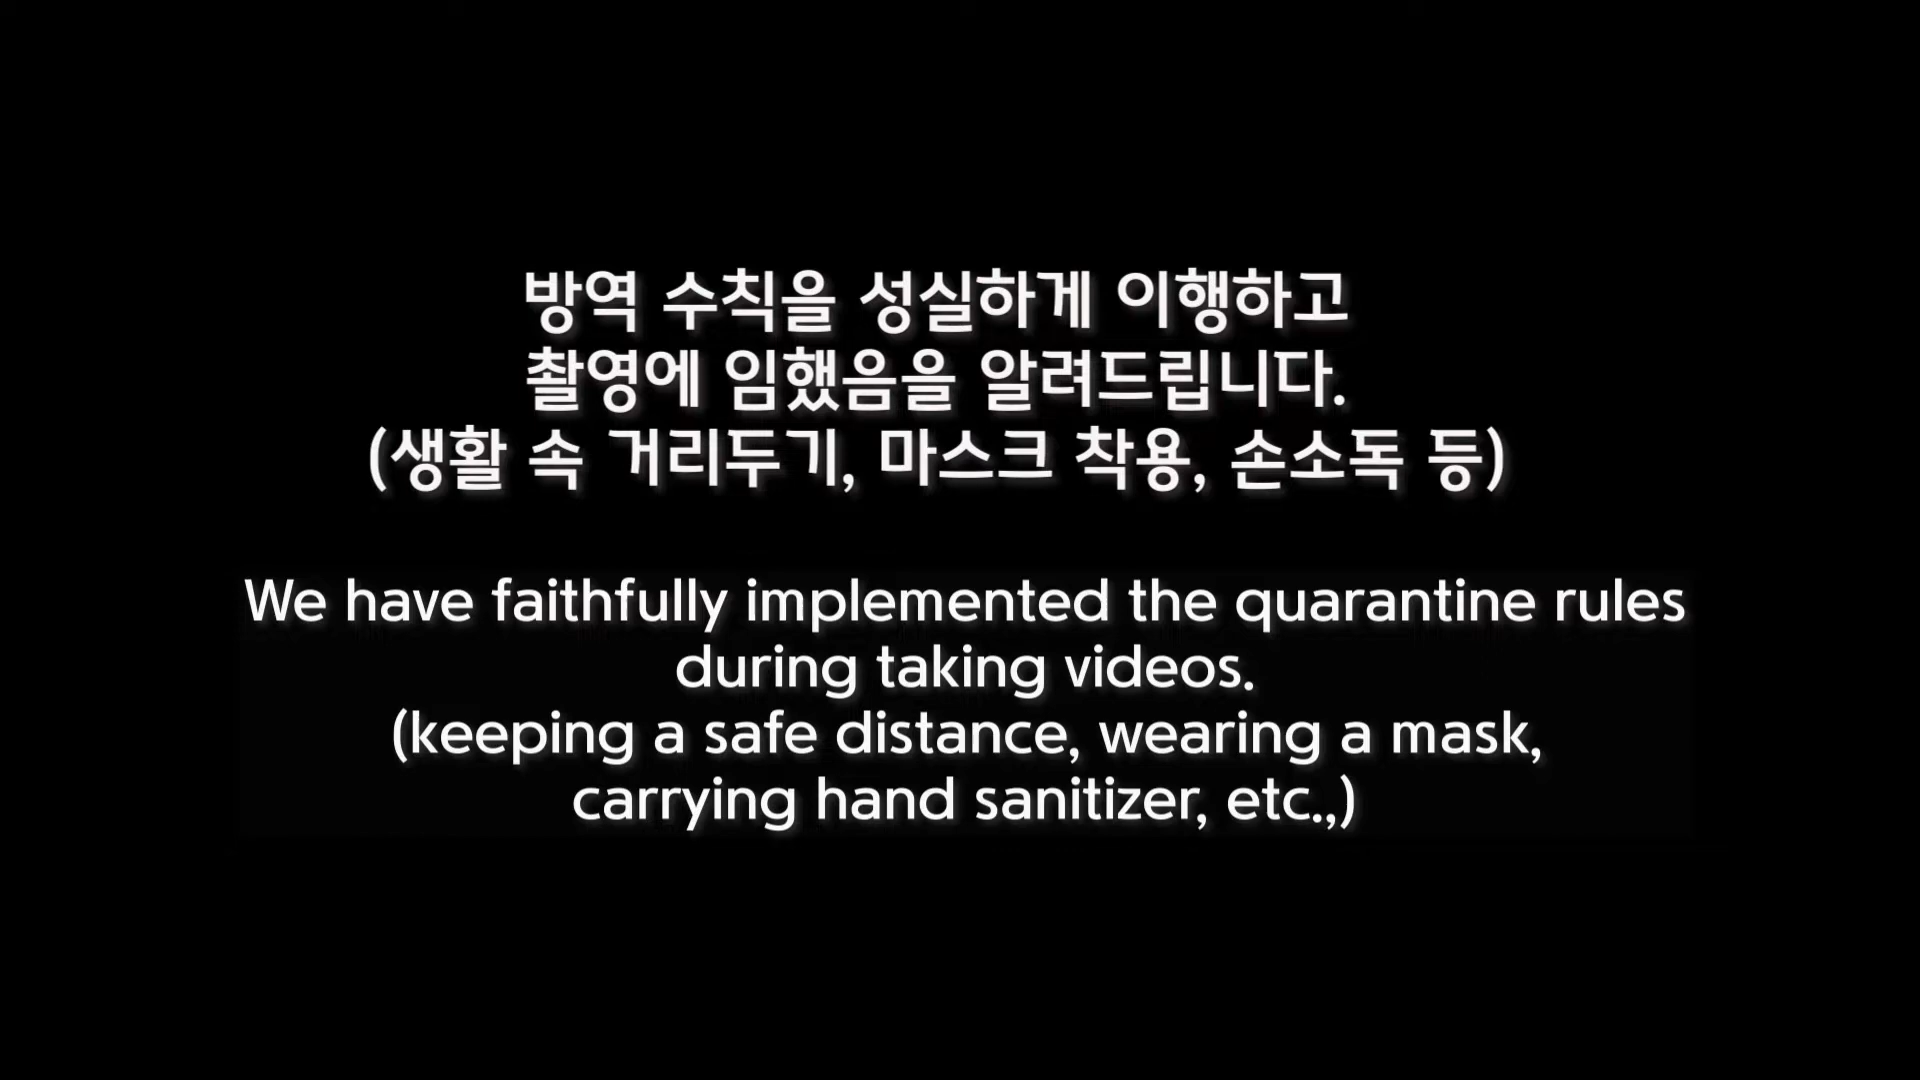 방역 수칙을 성실하게 이행하고
촬영에 임했음을 알려드립니다.
(생활 속 거리두기, 마스크 착용, 손소독 등)
We have faithfully implemented the quarantine rules
during taking videos.
(keeping a safe distance, wearing a mask,
carrying hand sanitizer, etc.,)